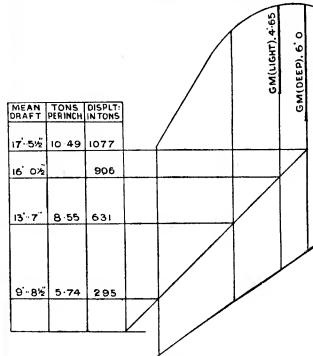 GM(LIGHT). 4'65
GM(DEEP). 6'0
MEAN DRAFT TONS PER INCH DISPLT: IN TONS
17'·5½" 10·49 1077
16' 0½" 906
13'·7" 8·55 631
9'·8½" 5·74 295